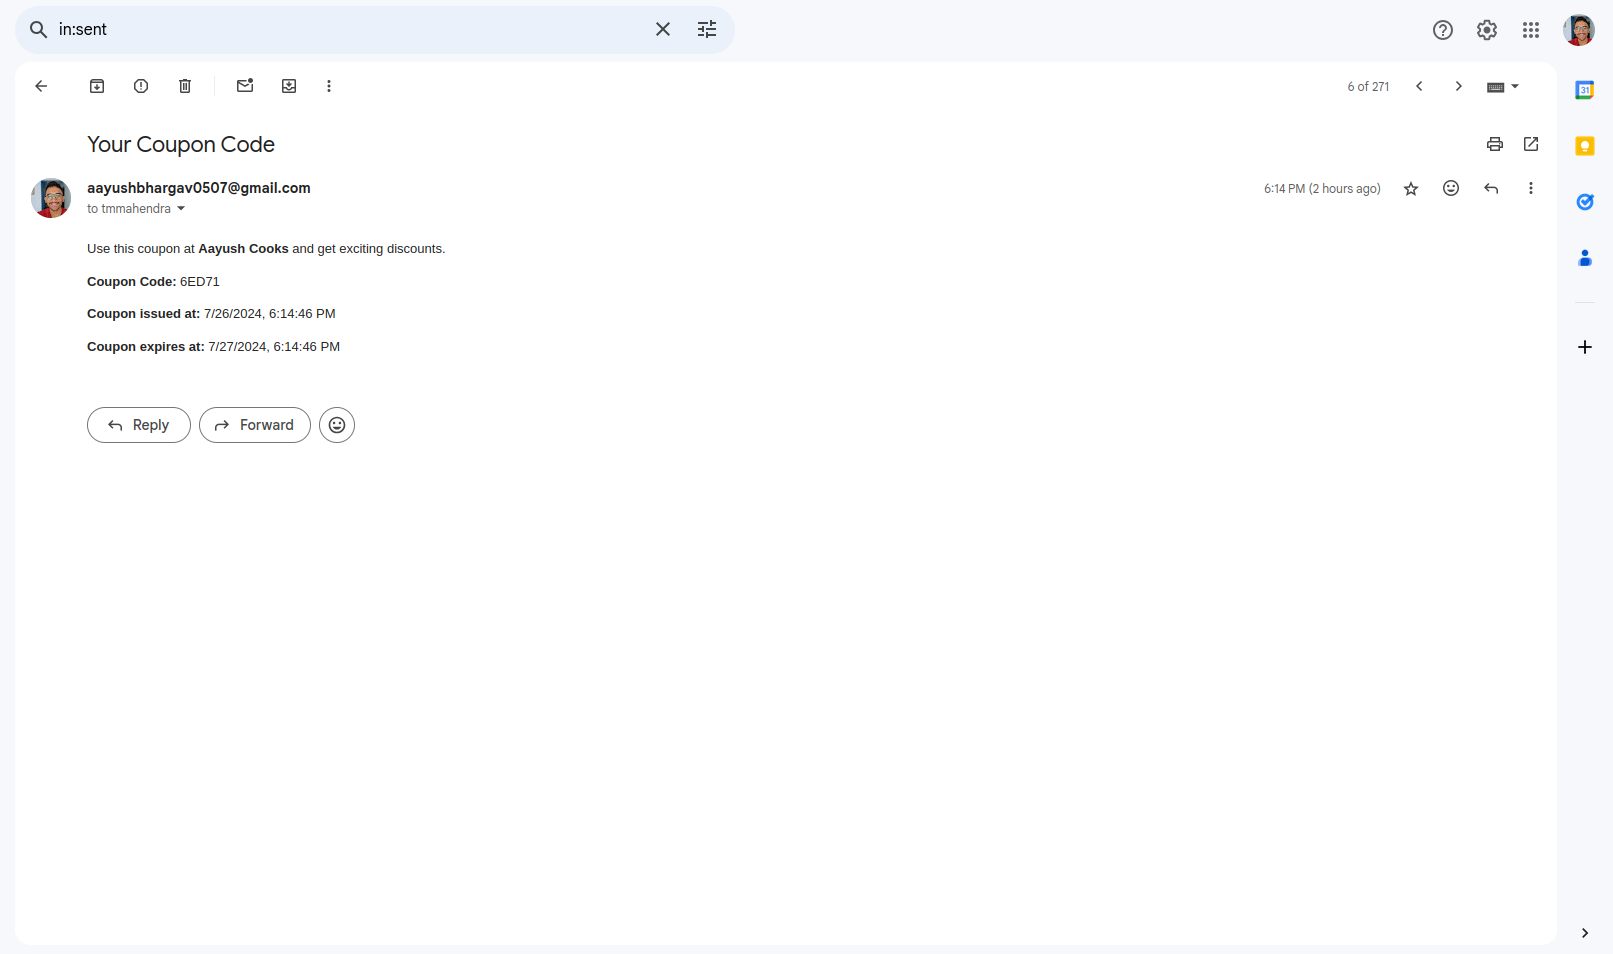 in:sent
6 of 271
31
Your Coupon Code
aayushbhargav0507@gmail.com
6:14 PM (2 hours ago)
to tmmahendra
Use this coupon at Aayush Cooks and get exciting discounts.
Coupon Code: 6ED71
Coupon issued at: 7/26/2024, 6:14:46 PM
Coupon expires at: 7/27/2024, 6:14:46 PM
Reply
Forward